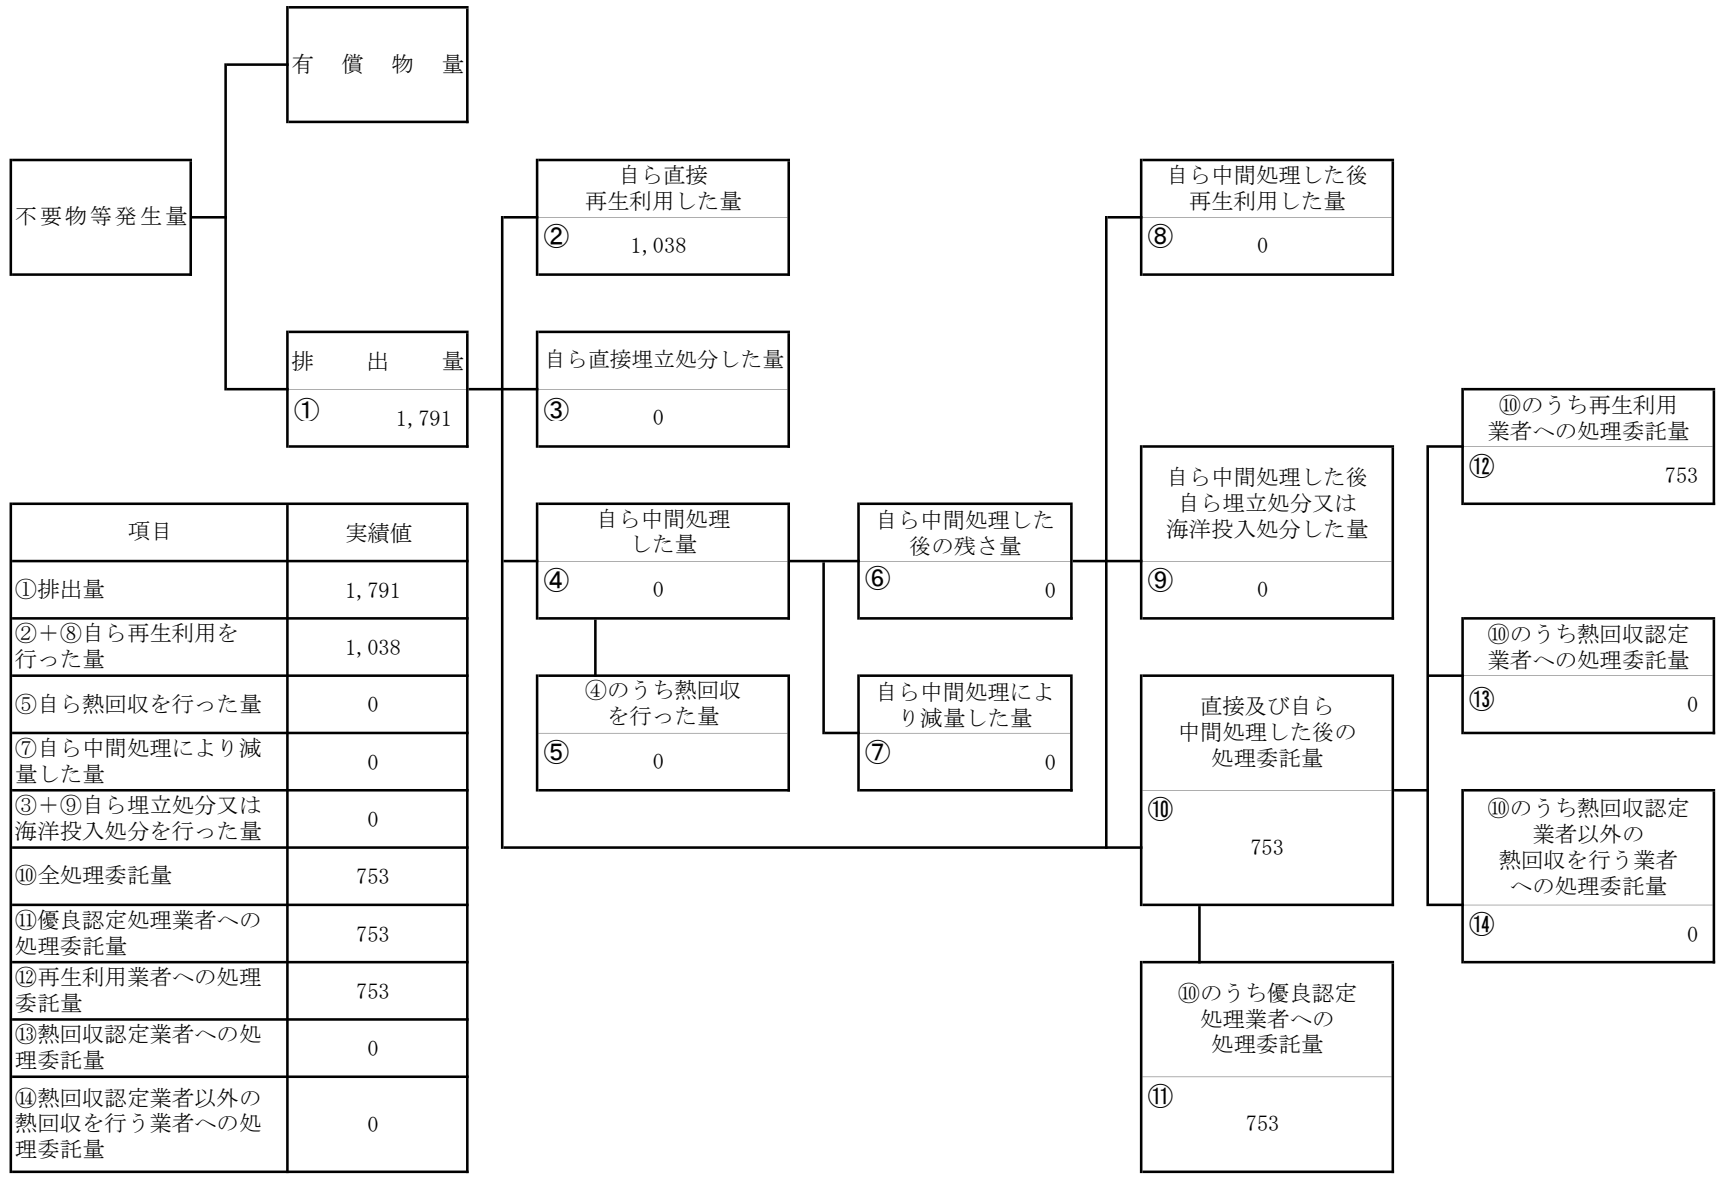 有償物量
不要物等発生量
排出量
①
1,791
自ら直接
再生利用した量
②
1,038
自ら直接埋立処分した量
③
0
自ら中間処理
した量
④
0
④のうち熱回収
を行った量
⑤
0
自ら中間処理した
後の残さ量
⑥
0
自ら中間処理によ
り減量した量
⑦
0
自ら中間処理した後
再生利用した量
⑧
0
自ら中間処理した後
自ら埋立処分又は
海洋投入処分した量
⑨
0
直接及び自ら
中間処理した後の
処理委託量
⑩
753
⑩のうち優良認定
処理業者への
処理委託量
⑪
753
⑩のうち再生利用
業者への処理委託量
⑫
753
⑩のうち熱回収認定
業者への処理委託量
⑬
0
⑩のうち熱回収認定
業者以外の
熱回収を行う業者
への処理委託量
⑭
0
項目 実績値
①排出量 1,791
②＋⑧自ら再生利用を
行った量
1,038
⑤自ら熱回収を行った量 0
⑦自ら中間処理により減
量した量
0
③＋⑨自ら埋立処分又は
海洋投入処分を行った量
0
⑩全処理委託量 753
⑪優良認定処理業者への
処理委託量
753
⑫再生利用業者への処理
委託量
753
⑬熱回収認定業者への処
理委託量
0
⑭熱回収認定業者以外の
熱回収を行う業者への処
理委託量
0